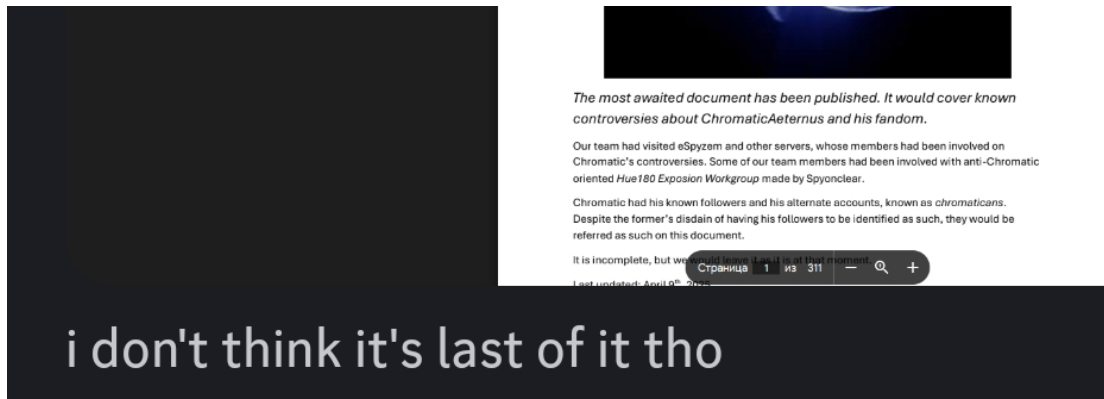 The most awaited document has been published. It would cover known
controversies about ChromaticAeternus and his fandom.
Our team had visited eSpyzem and other servers, whose members had been involved on
Chromatic's controversies. Some of our team members had been involved with anti-Chromatic
oriented Hue180 Exposion Workgroup made by Spyonclear.
Chromatic had his known followers and his alternate accounts, known as chromaticans.
Despite the former's disdain of having his followers to be identified as such, they would be
referred as such on this document.
It is incomplete, but we would leave it as it is at that moment.
Страница 1 из 311
Last updated: April 9th, 2025
i don't think it's last of it tho